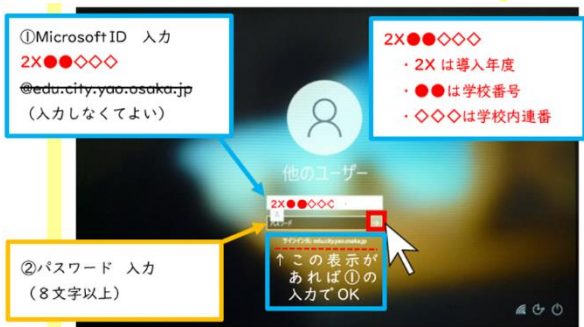 ①Microsoft ID 入力
2X●●◇◇◇
@edu.city.yao.osaka.jp
（入力しなくてよい）
2X●●◇◇◇
・2X は導入年度
・●●は学校番号
・◇◇◇は学校内連番
他のユーザー
2X●●◇◇◇
パスワード
サインイン先: edu.city.yao.osaka.jp
↑この表示が
あれば①の
入力でOK
②パスワード 入力
（８文字以上）